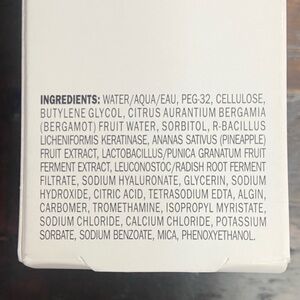 INGREDIENTS: WATER/AQUA/EAU, PEG-32, CELLULOSE,
BUTYLENE GLYCOL, CITRUS AURANTIUM BERGAMIA
(BERGAMOT) FRUIT WATER, SORBITOL, R-BACILLUS
LICHENIFORMIS KERATINASE, ANANAS SATIVUS (PINEAPPLE)
FRUIT EXTRACT, LACTOBACILLUS/PUNICA GRANATUM FRUIT
FERMENT EXTRACT, LEUCONOSTOC/RADISH ROOT FERMENT
FILTRATE, SODIUM HYALURONATE, GLYCERIN, SODIUM
HYDROXIDE, CITRIC ACID, TETRASODIUM EDTA, ALGIN,
CARBOMER, TROMETHAMINE, ISOPROPYL MYRISTATE,
SODIUM CHLORIDE, CALCIUM CHLORIDE, POTASSIUM
SORBATE, SODIUM BENZOATE, MICA, PHENOXYETHANOL.